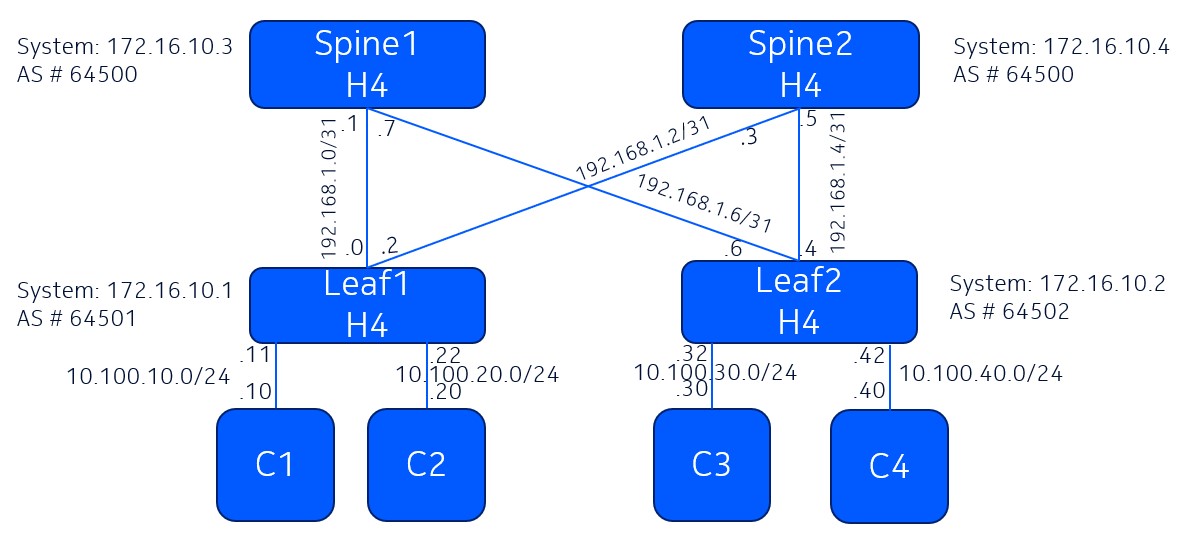 Spine1
H4
System: 172.16.10.3
AS # 64500
Spine2
H4
System: 172.16.10.4
AS # 64500
.1
.7
192.168.1.0/31
192.168.1.2/31
.3
.5
192.168.1.4/31
192.168.1.6/31
.0
.2
.6
.4
Leaf1
H4
System: 172.16.10.1
AS # 64501
Leaf2
H4
System: 172.16.10.2
AS # 64502
.11
10.100.10.0/24
.10
.22
10.100.20.0/24
.20
.32
10.100.30.0/24
.30
.42
10.100.40.0/24
.40
C1
C2
C3
C4